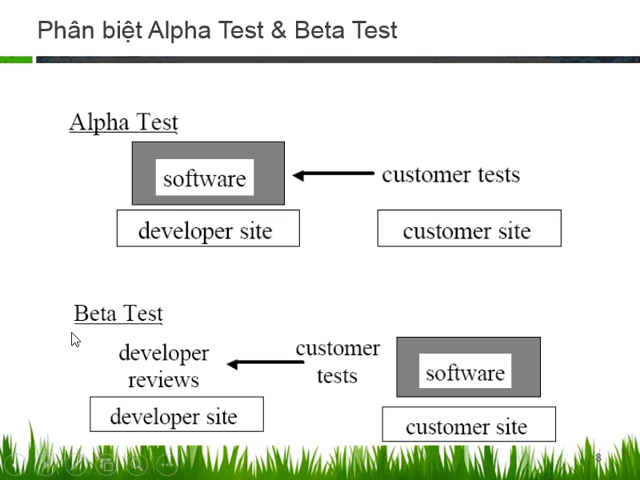 Phân biệt Alpha Test & Beta Test
Alpha Test
software
customer tests
developer site
customer site
Beta Test
developer
reviews
customer
tests
software
developer site
customer site
8